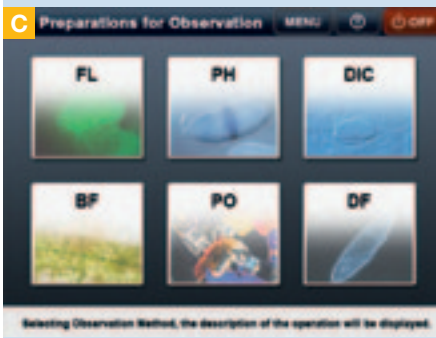 C Preparations for Observation MENU ? OFF
FL PH DIC
BF PO DF
Selecting Observation Method, the description of the operation will be displayed.